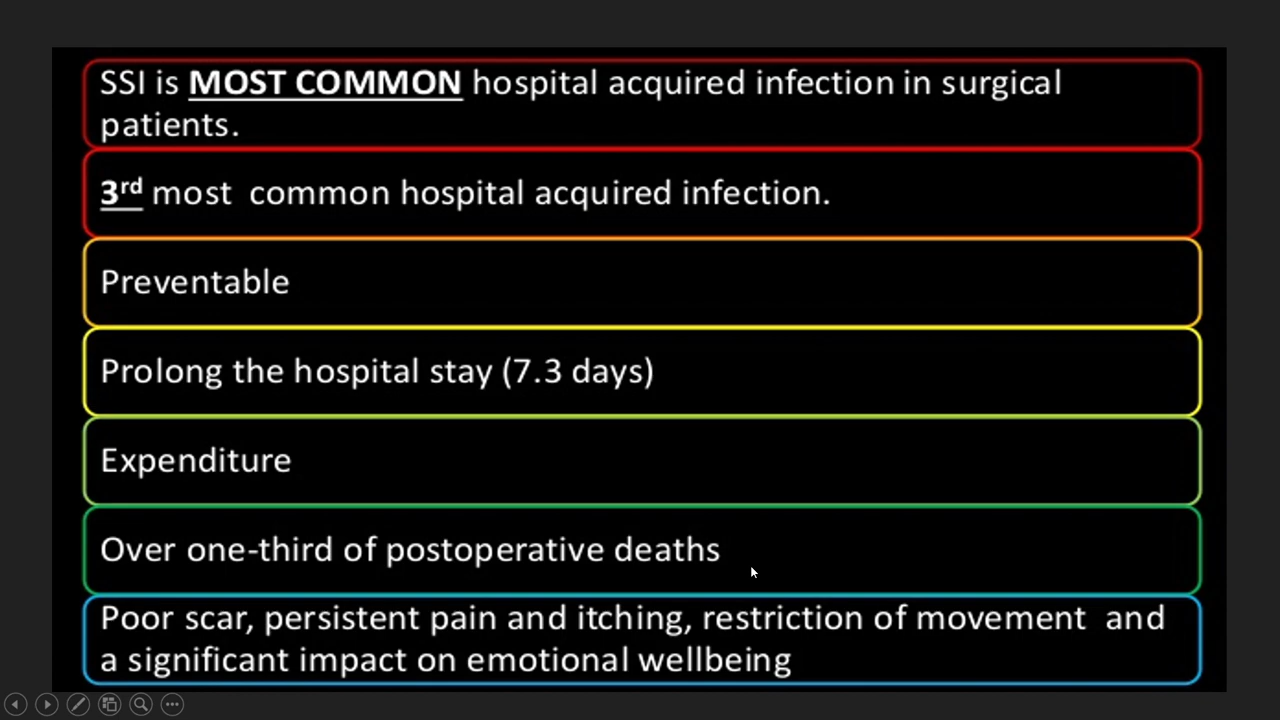 SSI is MOST COMMON hospital acquired infection in surgical
patients.
3rd most common hospital acquired infection.
Preventable
Prolong the hospital stay (7.3 days)
Expenditure
Over one-third of postoperative deaths
Poor scar, persistent pain and itching, restriction of movement and
a significant impact on emotional wellbeing